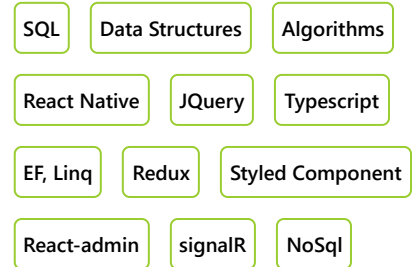 SQL Data Structures Algorithms
React Native JQuery Typescript
EF, Linq Redux Styled Component
React-admin signalR NoSql